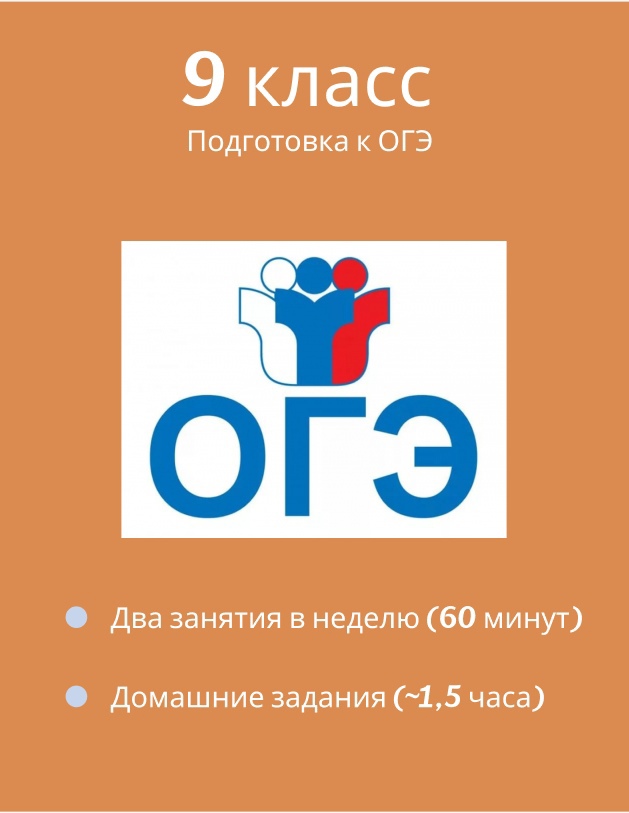 9 класс
Подготовка к ОГЭ
ОГЭ
Два занятия в неделю (60 минут)
Домашние задания (~1,5 часа)